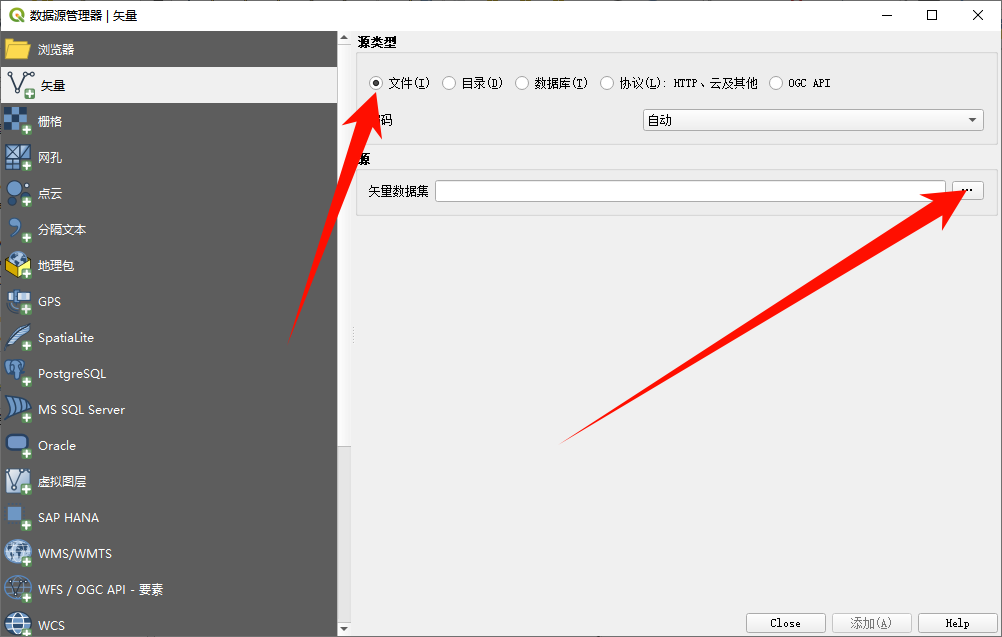 数据源管理器 | 矢量
浏览器
矢量
栅格
网孔
点云
分隔文本
地理包
GPS
SpatiaLite
PostgreSQL
MS SQL Server
Oracle
虚拟图层
SAP HANA
WMS/WMTS
WFS / OGC API - 要素
WCS
源类型
文件(I) 目录(D) 数据库(T) 协议(L): HTTP、云及其他 OGC API
码 自动
源
矢量数据集 ...
Close 添加(A) Help